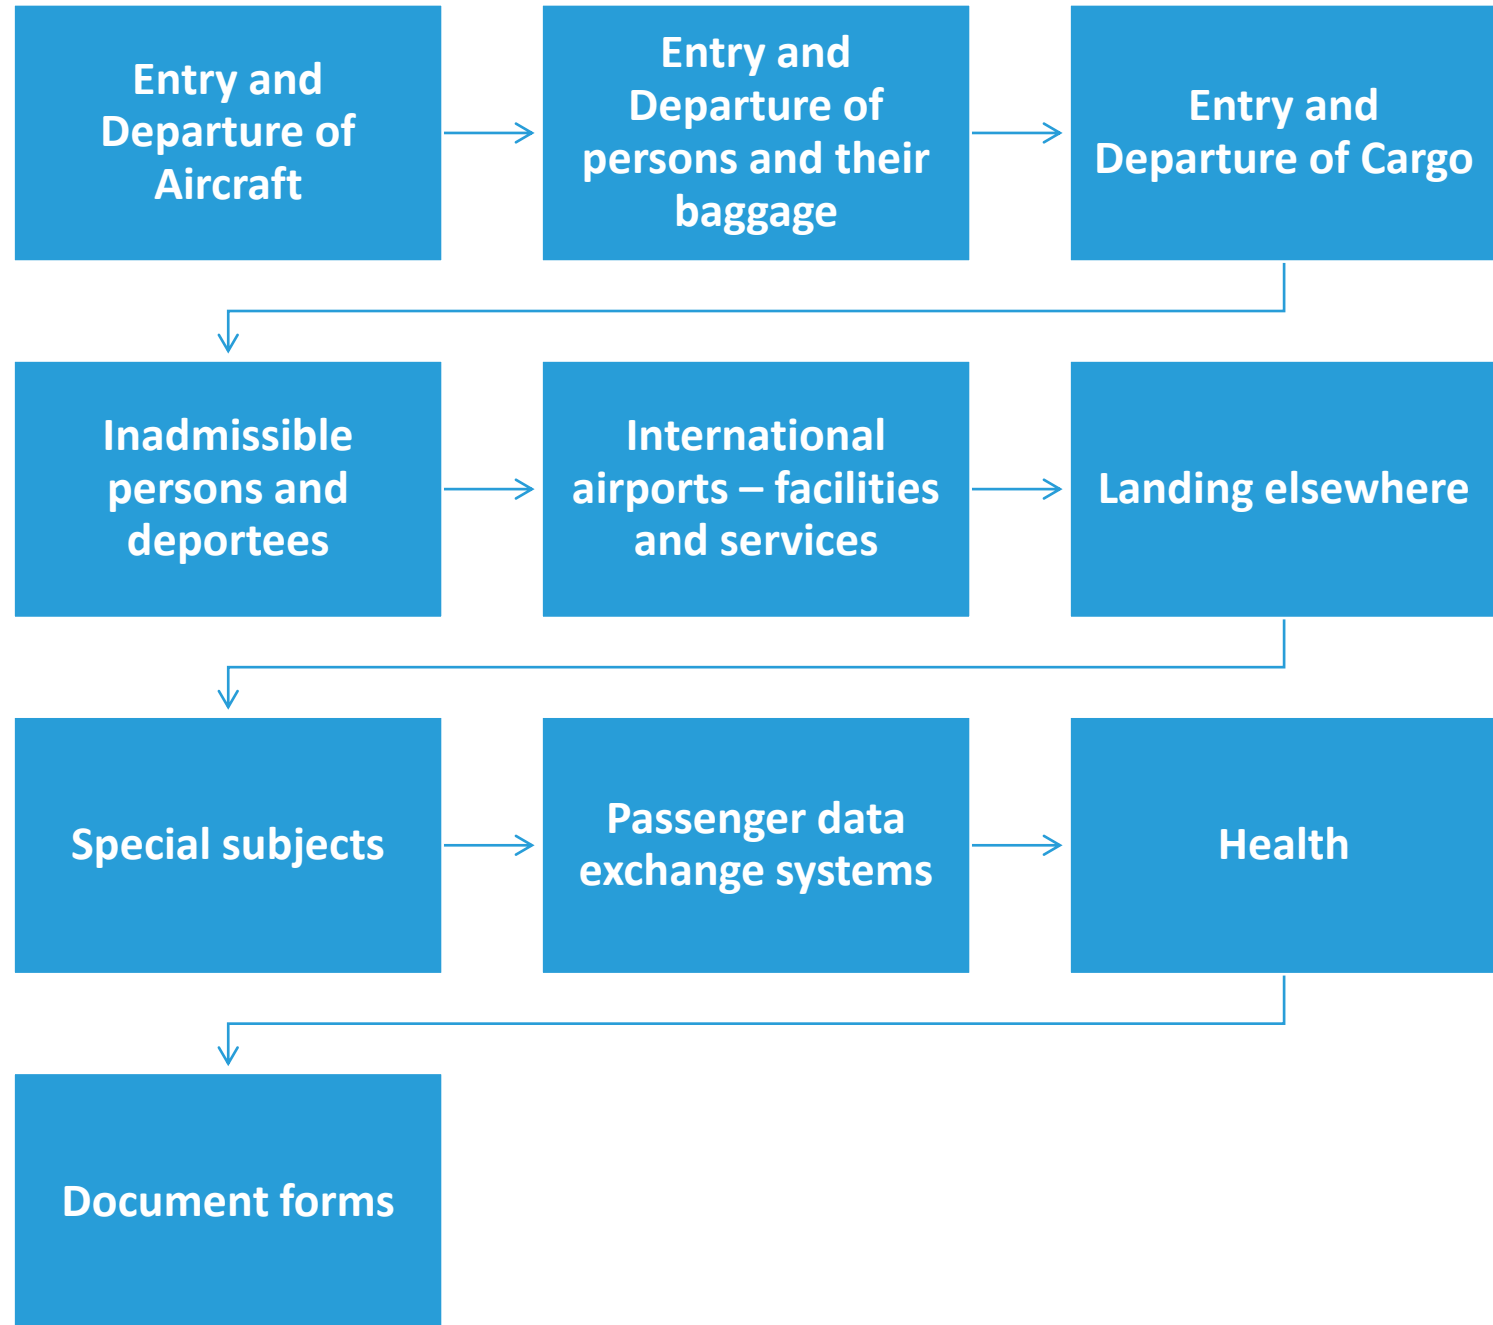 Entry and
Departure of
Aircraft
Entry and
Departure of
persons and their
baggage
Entry and
Departure of Cargo
Inadmissible
persons and
deportees
International
airports – facilities
and services
Landing elsewhere
Special subjects
Passenger data
exchange systems
Health
Document forms